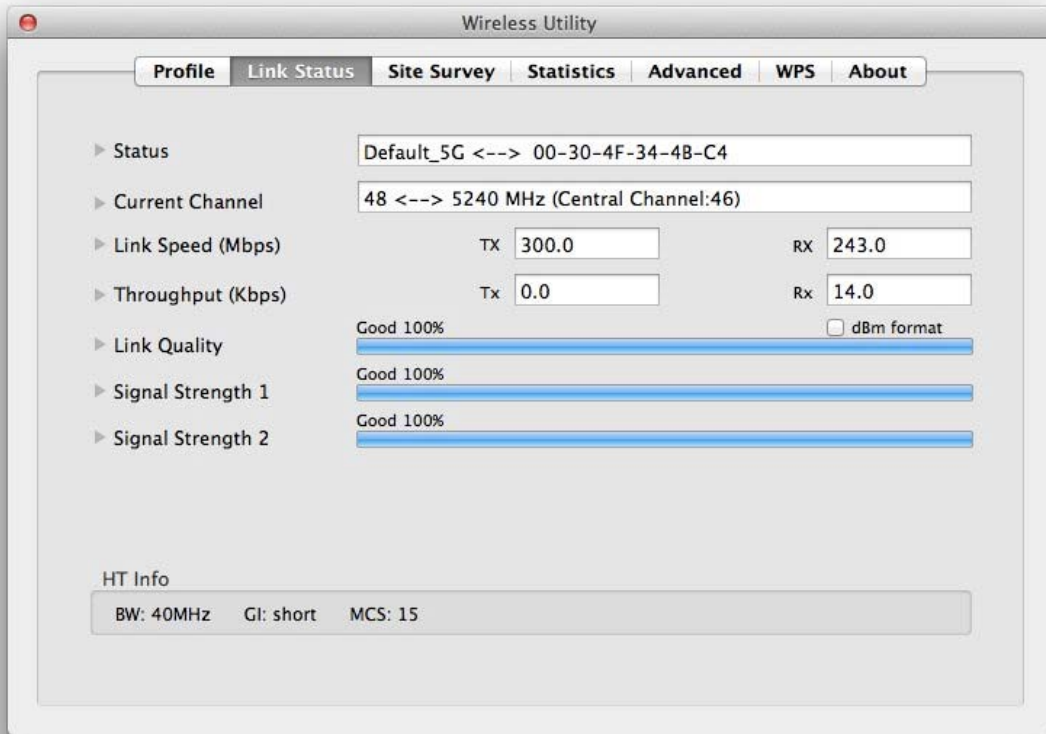 Wireless Utility
Profile Link Status Site Survey Statistics Advanced WPS About
Status Default_5G <--> 00-30-4F-34-4B-C4
Current Channel 48 <--> 5240 MHz (Central Channel:46)
Link Speed (Mbps) TX 300.0 RX 243.0
Throughput (Kbps) Tx 0.0 Rx 14.0
Good 100% dBm format
Link Quality
Good 100%
Signal Strength 1
Good 100%
Signal Strength 2
HT Info
BW: 40MHz GI: short MCS: 15